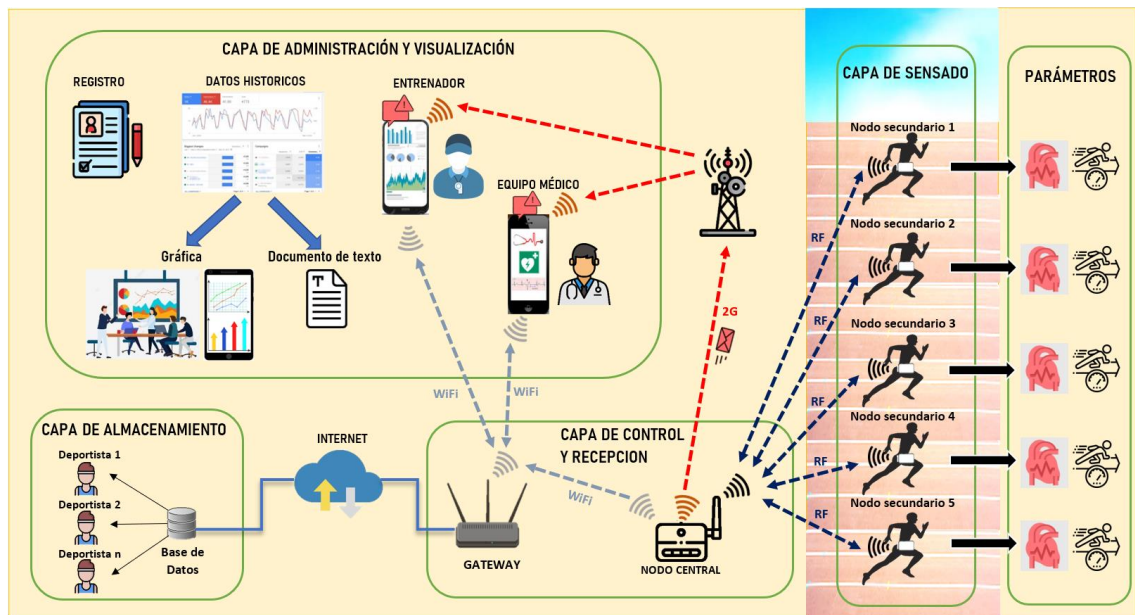 CAPA DE ADMINISTRACIÓN Y VISUALIZACIÓN
REGISTRO
DATOS HISTORICOS
ENTRENADOR
EQUIPO MÉDICO
Gráfica
Documento de texto
T
2G
WiFi
WiFi
CAPA DE SENSADO
PARÁMETROS
Nodo secundario 1
RF
Nodo secundario 2
RF
Nodo secundario 3
RF
Nodo secundario 4
RF
Nodo secundario 5
RF
CAPA DE ALMACENAMIENTO
Deportista 1
Deportista 2
Deportista n
Base de
Datos
INTERNET
CAPA DE CONTROL
Y RECEPCION
WiFi
GATEWAY
NODO CENTRAL